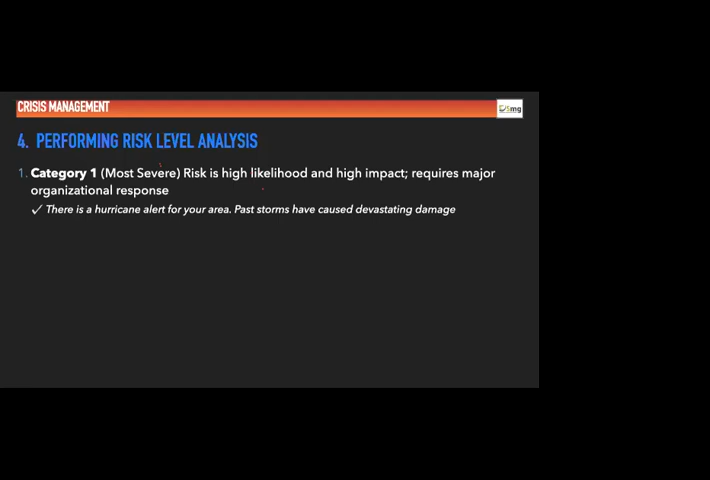 CRISIS MANAGEMENT
5mg
4. PERFORMING RISK LEVEL ANALYSIS
1. Category 1 (Most Severe) Risk is high likelihood and high impact; requires major
organizational response
✓ There is a hurricane alert for your area. Past storms have caused devastating damage